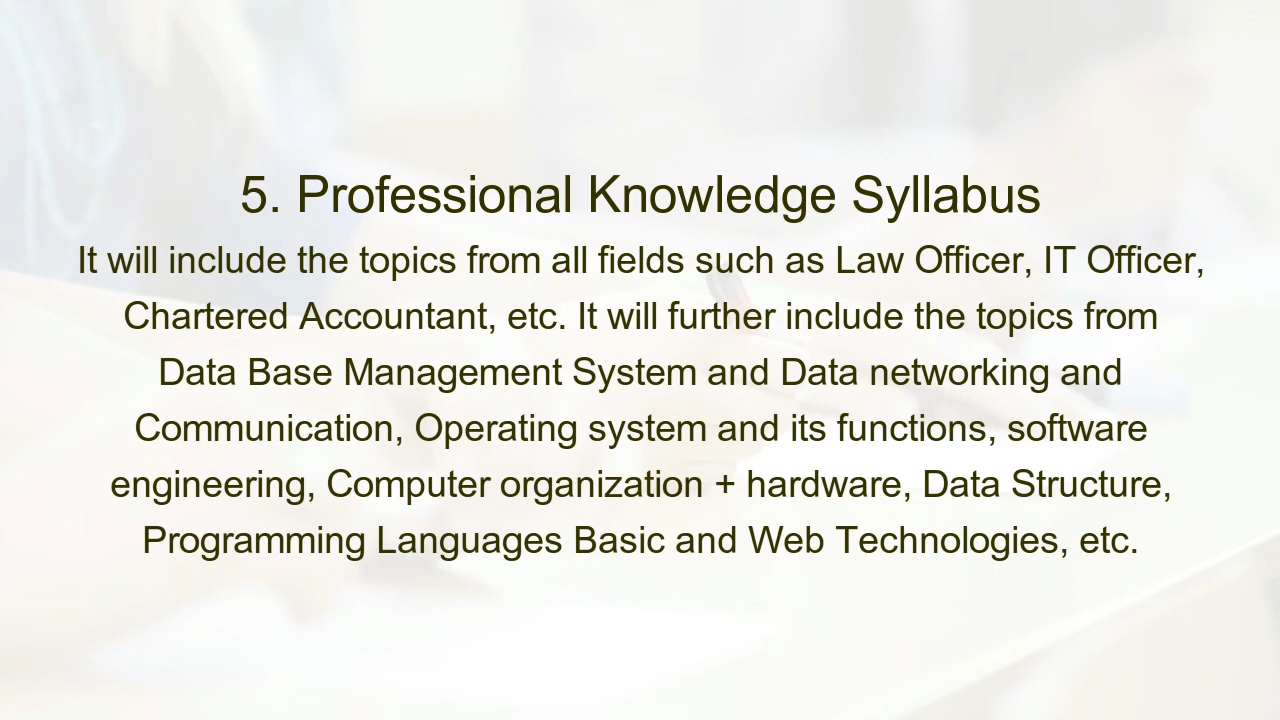 5. Professional Knowledge Syllabus
It will include the topics from all fields such as Law Officer, IT Officer,
Chartered Accountant, etc. It will further include the topics from
Data Base Management System and Data networking and
Communication, Operating system and its functions, software
engineering, Computer organization + hardware, Data Structure,
Programming Languages Basic and Web Technologies, etc.